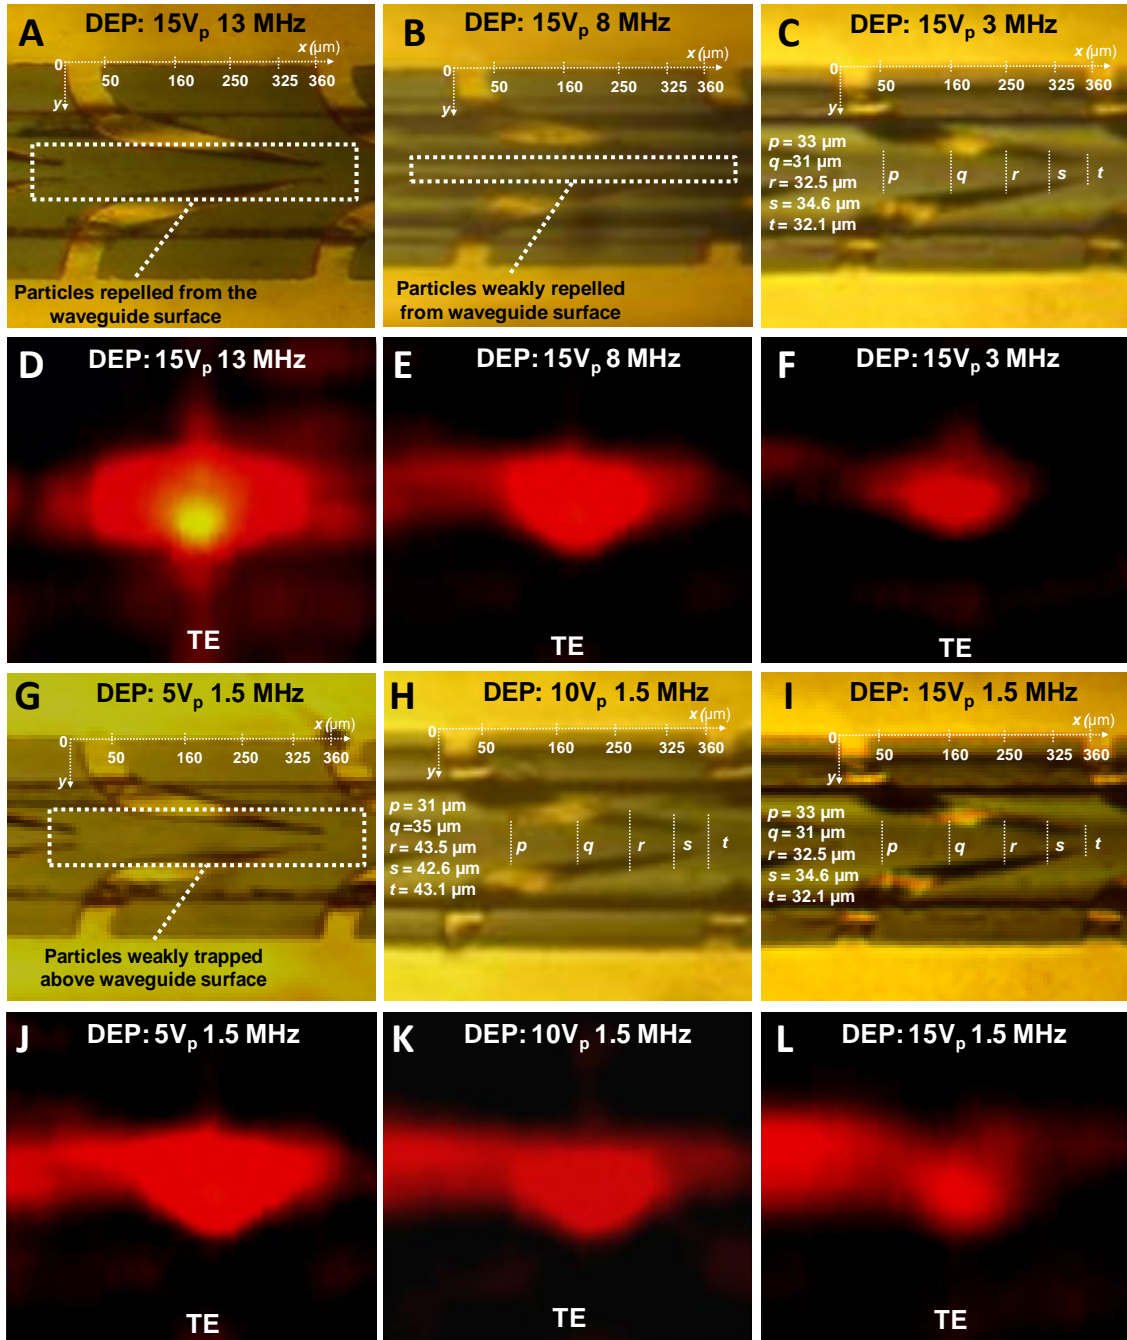 A DEP: 15Vp 13 MHz
x (µm)
0
50 160 250 325 360
y
Particles repelled from the
waveguide surface
B DEP: 15Vp 8 MHz
x (µm)
0
50 160 250 325 360
y
Particles weakly repelled
from waveguide surface
C DEP: 15Vp 3 MHz
x (µm)
0
50 160 250 325 360
y
p = 33 µm
q = 31 µm
r = 32.5 µm
s = 34.6 µm
t = 32.1 µm
p q r s t
D DEP: 15Vp 13 MHz
TE
E DEP: 15Vp 8 MHz
TE
F DEP: 15Vp 3 MHz
G DEP: 5Vp 1.5 MHz
x (µm)
0
50 160 250 325 360
y
Particles weakly trapped
above waveguide surface
H DEP: 10Vp 1.5 MHz
x (µm)
0
50 160 250 325 360
y
p = 31 µm
q =35 µm
r = 43.5 µm
s = 42.6 µm
t = 43.1 µm
p q r s t
I DEP: 15Vp 1.5 MHz
x (µm)
0
50 160 250 325 360
y
p = 33 µm
q = 31 µm
r = 32.5 µm
s = 34.6 µm
t = 32.1 µm
p q r s t
J DEP: 5Vp 1.5 MHz
TE
K DEP: 10Vp 1.5 MHz
TE
L DEP: 15Vp 1.5 MHz
TE